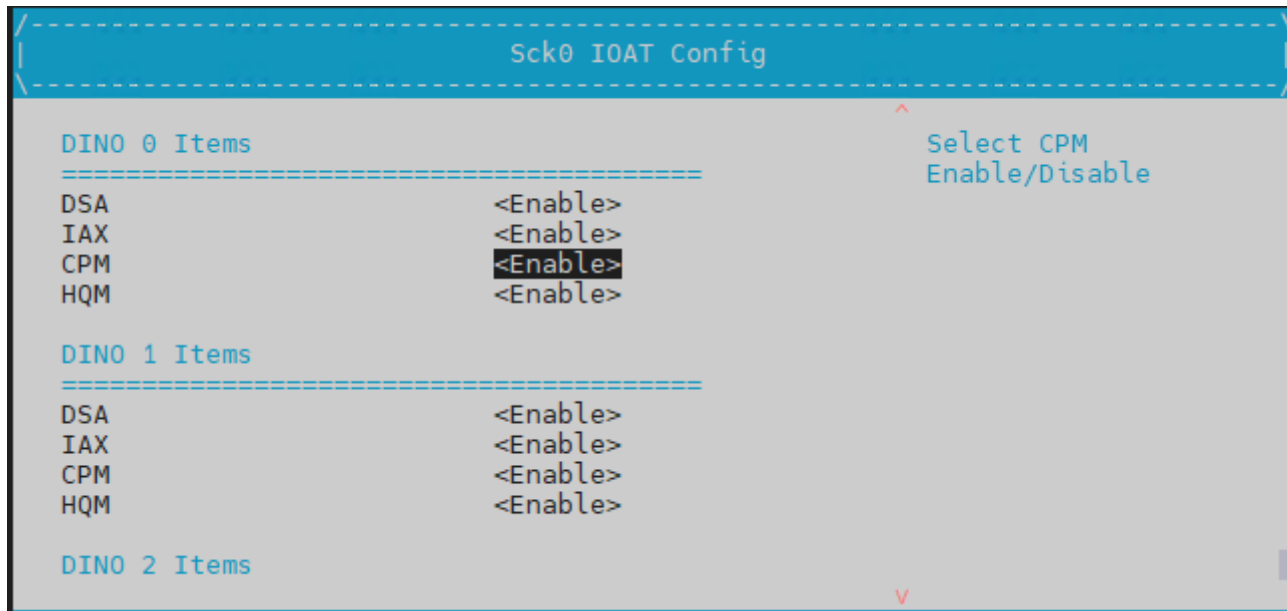 Sck0 IOAT Config
DINO 0 Items
Select CPM
Enable/Disable
========================================
DSA <Enable>
IAX <Enable>
CPM <Enable>
HQM <Enable>
DINO 1 Items
========================================
DSA <Enable>
IAX <Enable>
CPM <Enable>
HQM <Enable>
DINO 2 Items